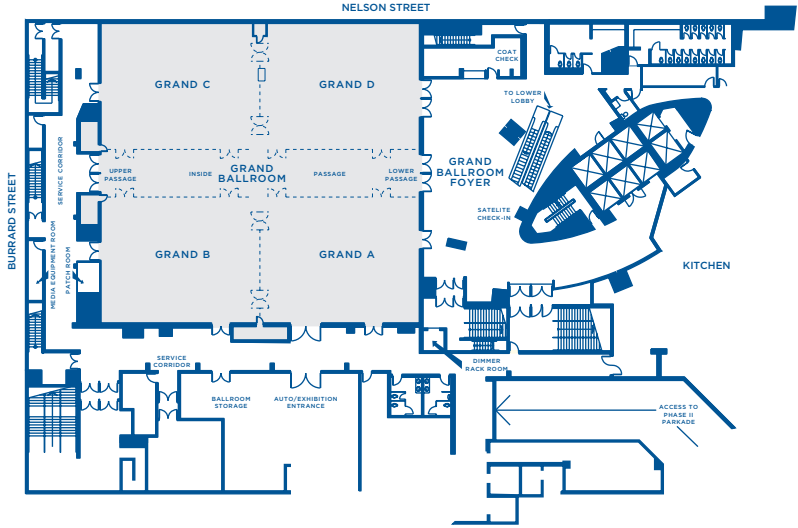 NELSON STREET
COAT
CHECK
GRAND C
GRAND D
TO LOWER
LOBBY
SERVICE CORRIDOR
UPPER
PASSAGE
INSIDE
GRAND
BALLROOM
PASSAGE
LOWER
PASSAGE
GRAND
BALLROOM
FOYER
BURRARD STREET
SATELITE
CHECK-IN
MEDIA EQUIPMENT ROOM
PATCH ROOM
GRAND B
GRAND A
KITCHEN
SERVICE
CORRIDOR
DIMMER
RACK ROOM
BALLROOM
STORAGE
AUTO/EXHIBITION
ENTRANCE
ACCESS TO
PHASE II
PARKADE